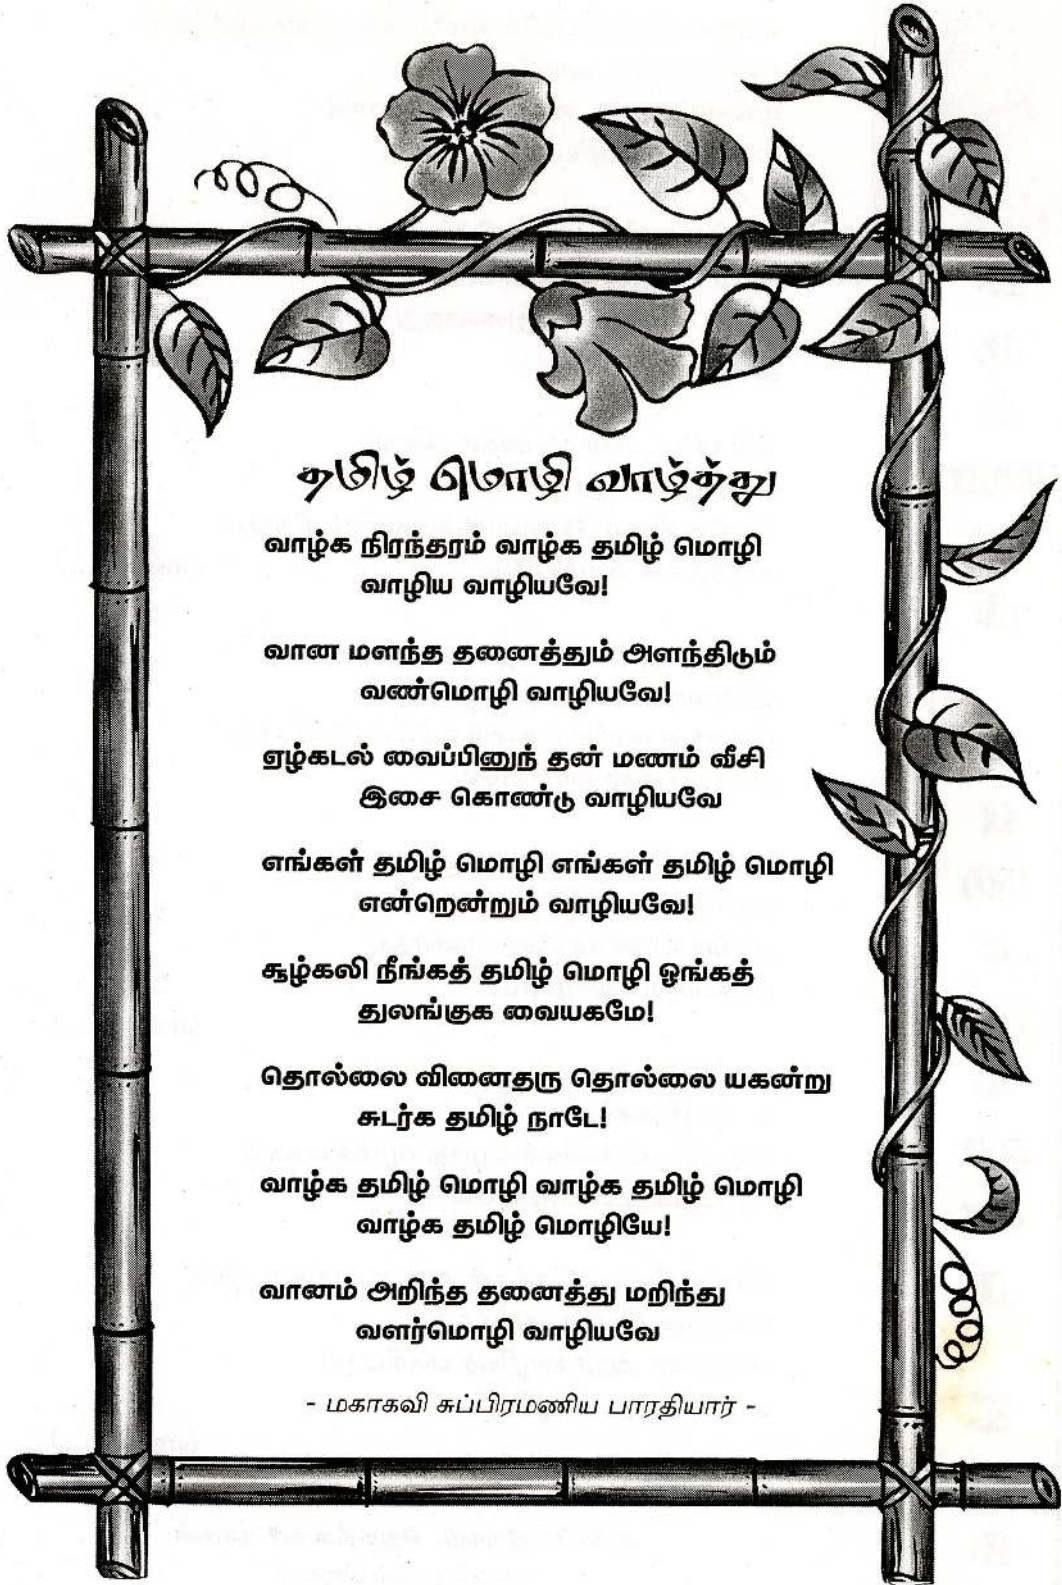 தமிழ் மொழி வாழ்த்து
வாழ்க நிரந்தரம் வாழ்க தமிழ் மொழி
வாழிய வாழியவே!
வான மளந்த தனைத்தும் அளந்திடும்
வண்மொழி வாழியவே!
ஏழ்கடல் வைப்பினுந் தன் மணம் வீசி
இசை கொண்டு வாழியவே
எங்கள் தமிழ் மொழி எங்கள் தமிழ் மொழி
என்றென்றும் வாழியவே!
சூழ்கலி நீங்கத் தமிழ் மொழி ஓங்கத்
துலங்குக வையகமே!
தொல்லை வினைதரு தொல்லை யகன்று
சுடர்க தமிழ் நாடே!
வாழ்க தமிழ் மொழி வாழ்க தமிழ் மொழி
வாழ்க தமிழ் மொழியே!
வானம் அறிந்த தனைத்து மறிந்து
வளர்மொழி வாழியவே
- மகாகவி சுப்பிரமணிய பாரதியார் -